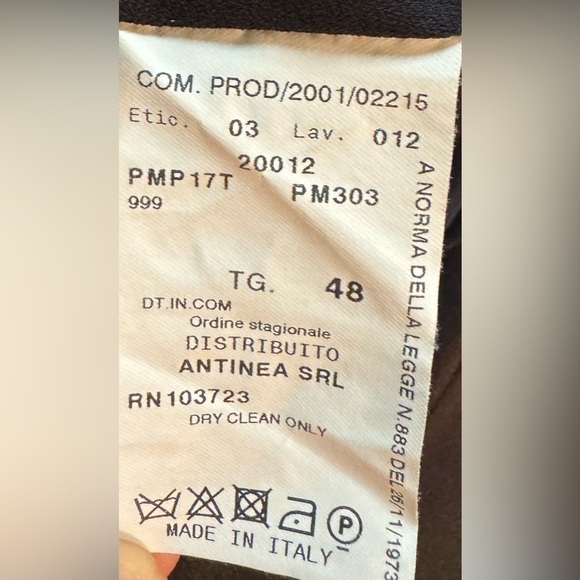 COM. PROD/2001/02215
Etic. 03 Lav. 012
20012
PMP17T PM303
999
TG. 48
DT.IN.COM
Ordine stagionale
DISTRIBUITO
ANTINEA SRL
RN103723
DRY CLEAN ONLY
P
MADE IN ITALY
A NORMA DELLA LEGGE N.883 DEL 26/11/1973